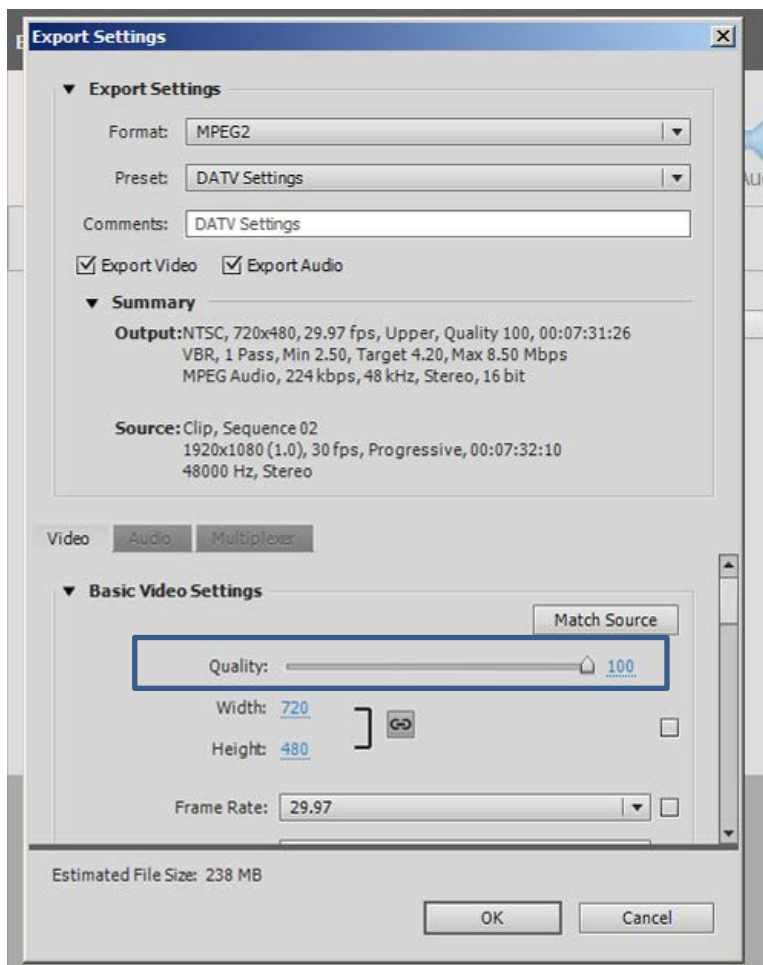 Export Settings
Export Settings
Format: MPEG2
Preset: DATV Settings
Comments: DATV Settings
Export Video Export Audio
Summary
Output:NTSC, 720x480, 29.97 fps, Upper, Quality 100, 00:07:31:26
VBR, 1 Pass, Min 2.50, Target 4.20, Max 8.50 Mbps
MPEG Audio, 224 kbps, 48 kHz, Stereo, 16 bit
Source: Clip, Sequence 02
1920x1080 (1.0), 30 fps, Progressive, 00:07:32:10
48000 Hz, Stereo
Video Audio Multiplexer
Basic Video Settings
Match Source
Quality: 100
Width: 720
Height: 480
Frame Rate: 29.97
Estimated File Size: 238 MB
OK Cancel